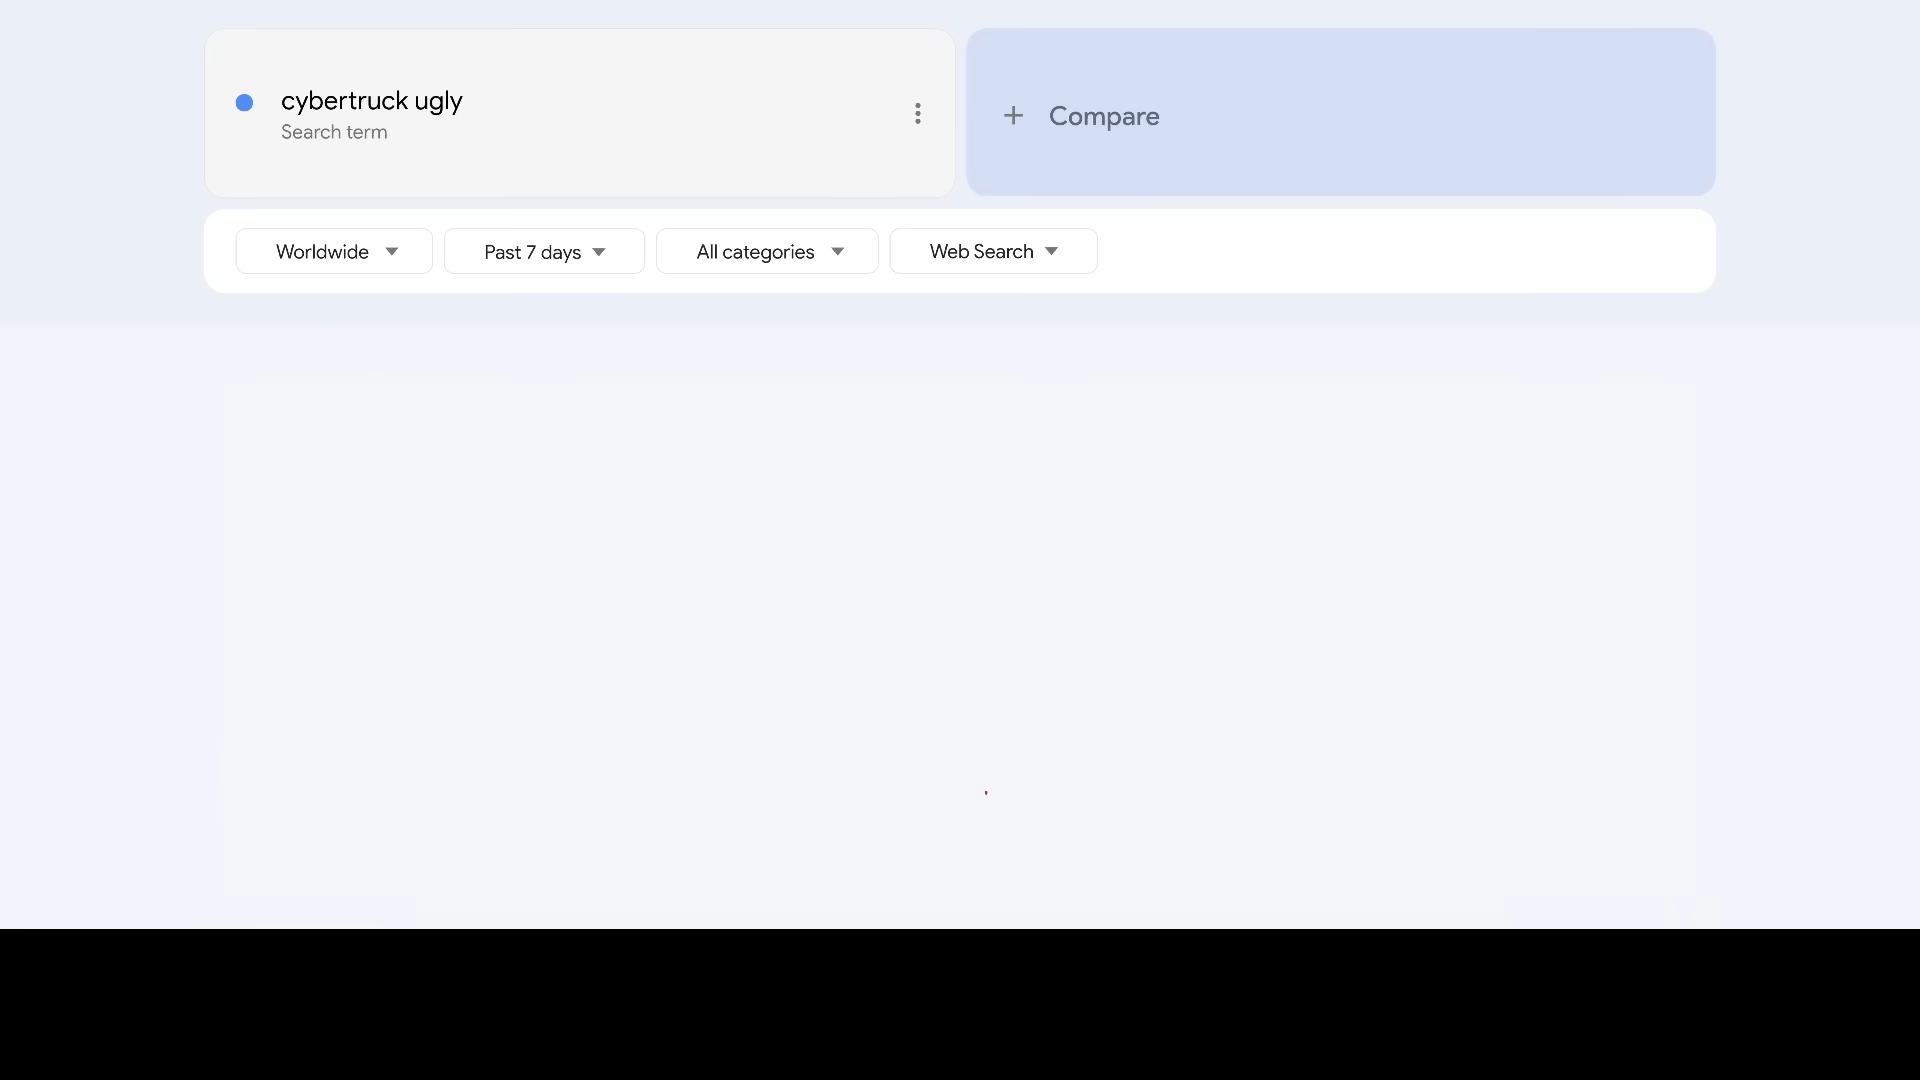 cybertruck ugly
Search term
+ Compare
Worldwide
Past 7 days
All categories
Web Search